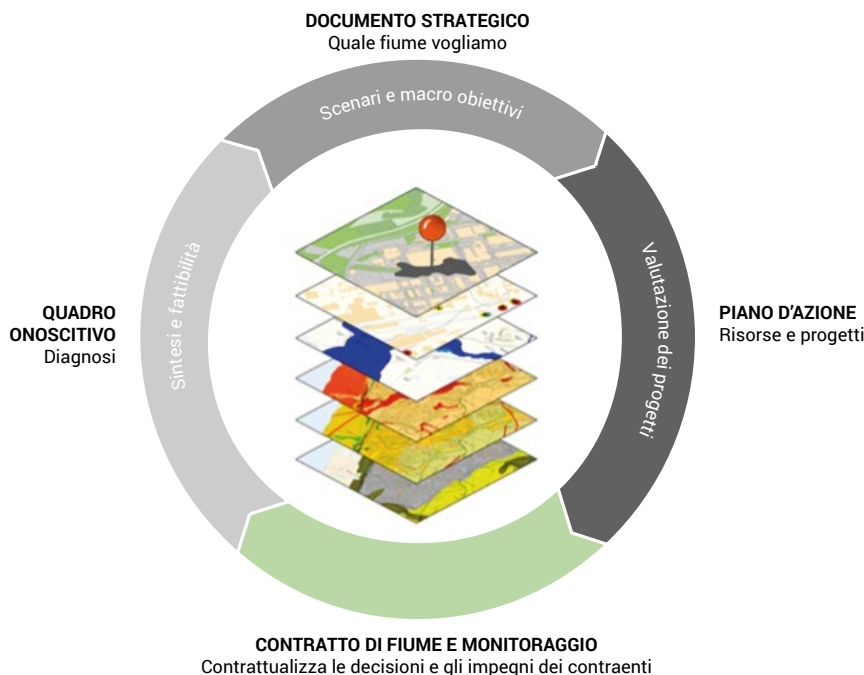 DOCUMENTO STRATEGICO
Quale fiume vogliamo
Scenari e macro obiettivi
Sintesi e fattibilità
QUADRO
ONOSCITIVO
Diagnosi
Valutazione dei progetti
PIANO D'AZIONE
Risorse e progetti
CONTRATTO DI FIUME E MONITORAGGIO
Contrattualizza le decisioni e gli impegni dei contraenti